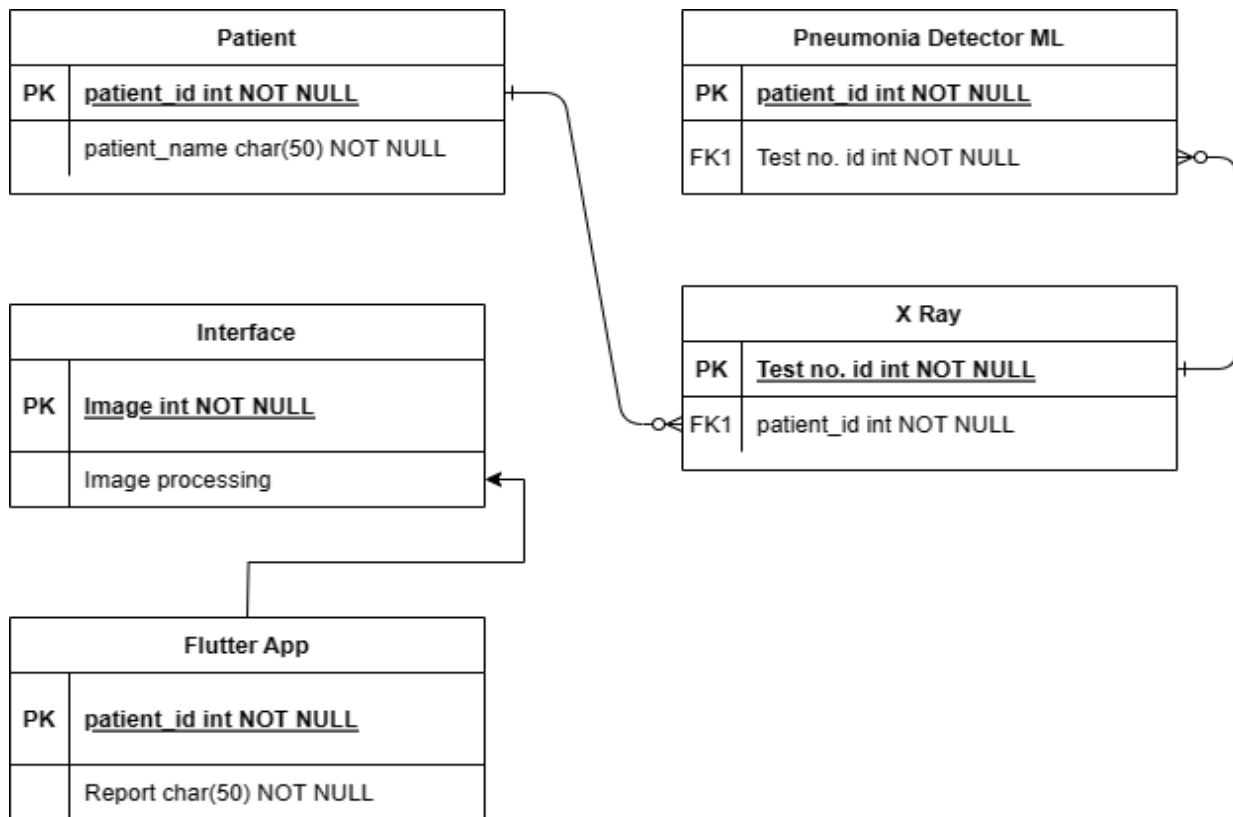 Patient
PK patient_id int NOT NULL
patient_name char(50) NOT NULL
Pneumonia Detector ML
PK patient_id int NOT NULL
FK1 Test no. id int NOT NULL
Interface
PK Image int NOT NULL
Image processing
X Ray
PK Test no. id int NOT NULL
FK1 patient_id int NOT NULL
Flutter App
PK patient_id int NOT NULL
Report char(50) NOT NULL